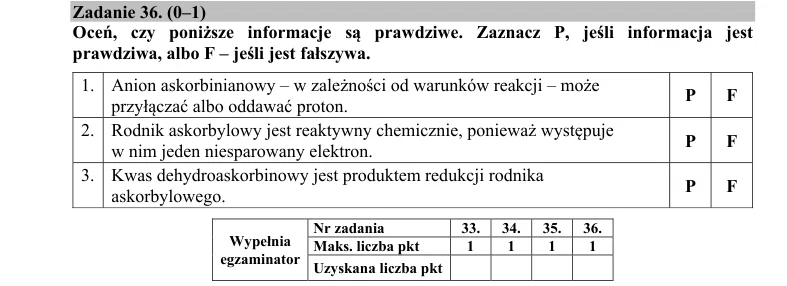 Zadanie 36. (0–1)
Oceń, czy poniższe informacje są prawdziwe. Zaznacz P, jeśli informacja jest
prawdziwa, albo F – jeśli jest fałszywa.
1. Anion askorbinianowy – w zależności od warunków reakcji – może
przyłączać albo oddawać proton. P F
2. Rodnik askorbylowy jest reaktywny chemicznie, ponieważ występuje
w nim jeden niesparowany elektron. P F
3. Kwas dehydroaskorbinowy jest produktem redukcji rodnika
askorbylowego. P F
Wypełnia
egzaminator
Nr zadania 33. 34. 35. 36.
Maks. liczba pkt 1 1 1 1
Uzyskana liczba pkt